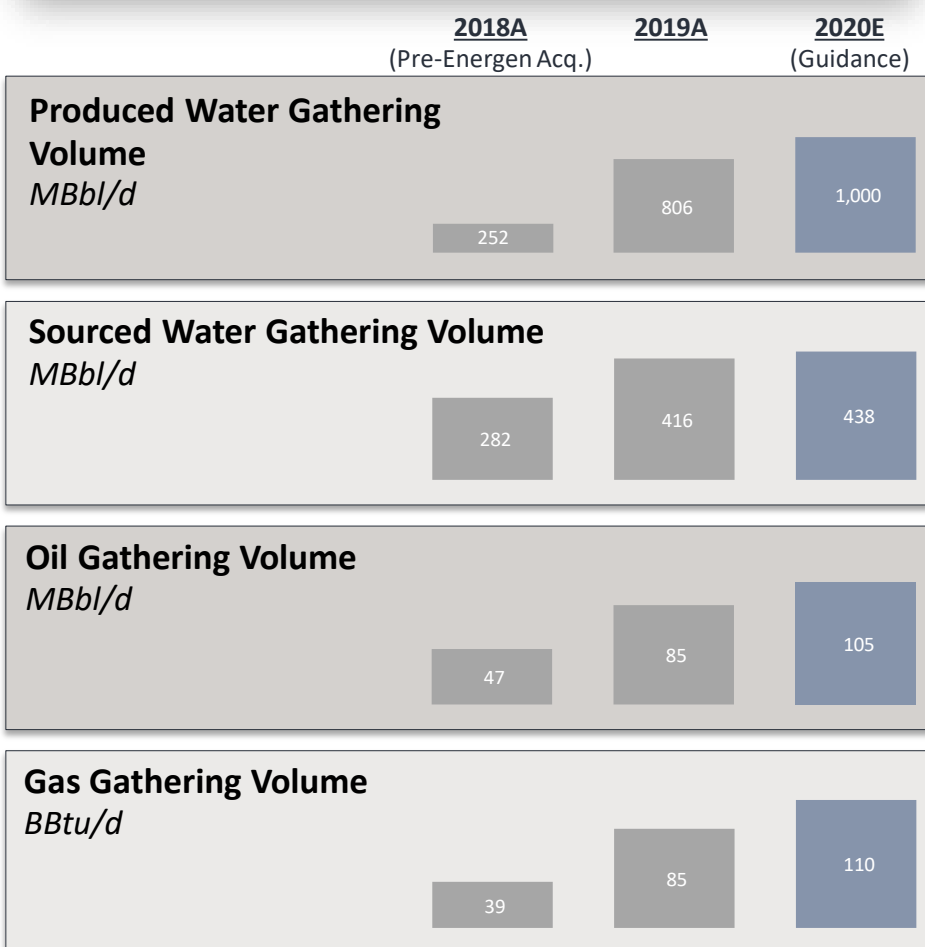 2018A 2019A 2020E
(Pre-Energen Acq.) (Guidance)
Produced Water Gathering
Volume
MBbl/d
252 806 1,000
Sourced Water Gathering Volume
MBbl/d
282 416 438
Oil Gathering Volume
MBbl/d
47 85 105
Gas Gathering Volume
BBtu/d
39 85 110